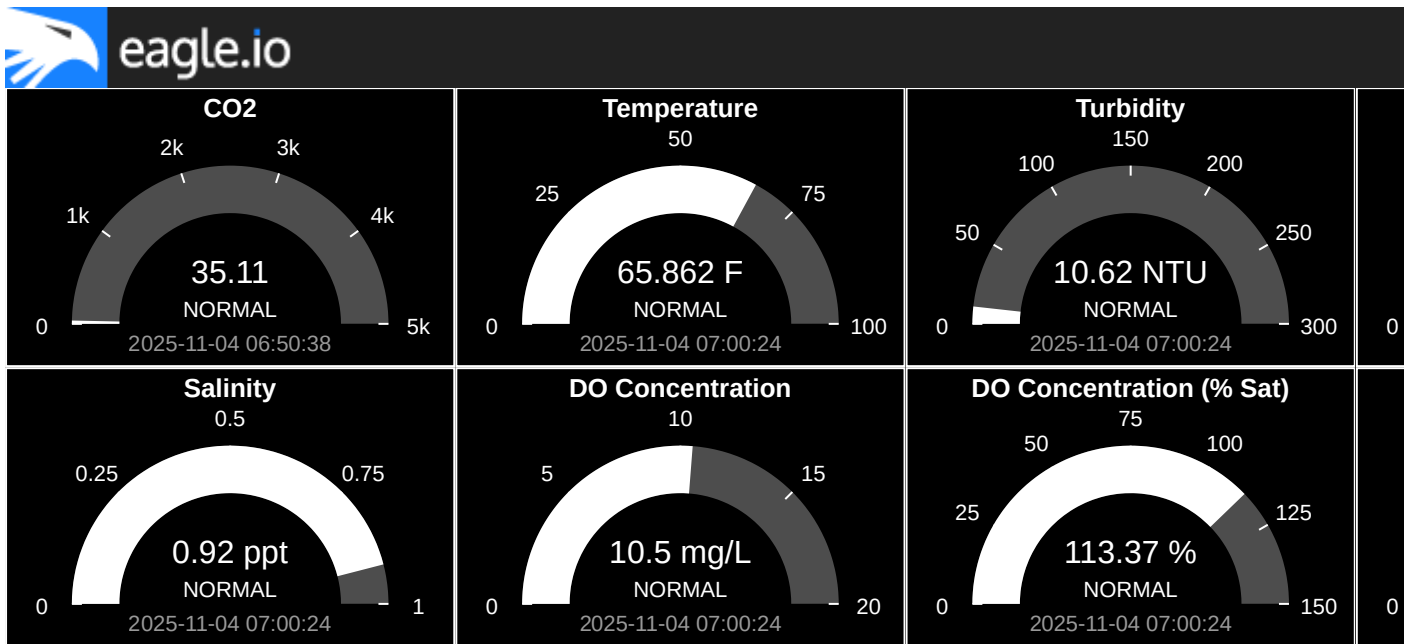 eagle.io
CO2
2k 3k
1k 4k
35.11
NORMAL
0 5k
2025-11-04 06:50:38
Temperature
50
25 75
65.862 F
NORMAL
0 100
2025-11-04 07:00:24
Turbidity
150
100 200
50 250
10.62 NTU
NORMAL
0 300
2025-11-04 07:00:24
0
Salinity
0.5
0.25 0.75
0.92 ppt
NORMAL
0 1
2025-11-04 07:00:24
DO Concentration
10
5 15
10.5 mg/L
NORMAL
0 20
2025-11-04 07:00:24
DO Concentration (% Sat)
75
50 100
25 125
113.37 %
NORMAL
0 150
2025-11-04 07:00:24
0